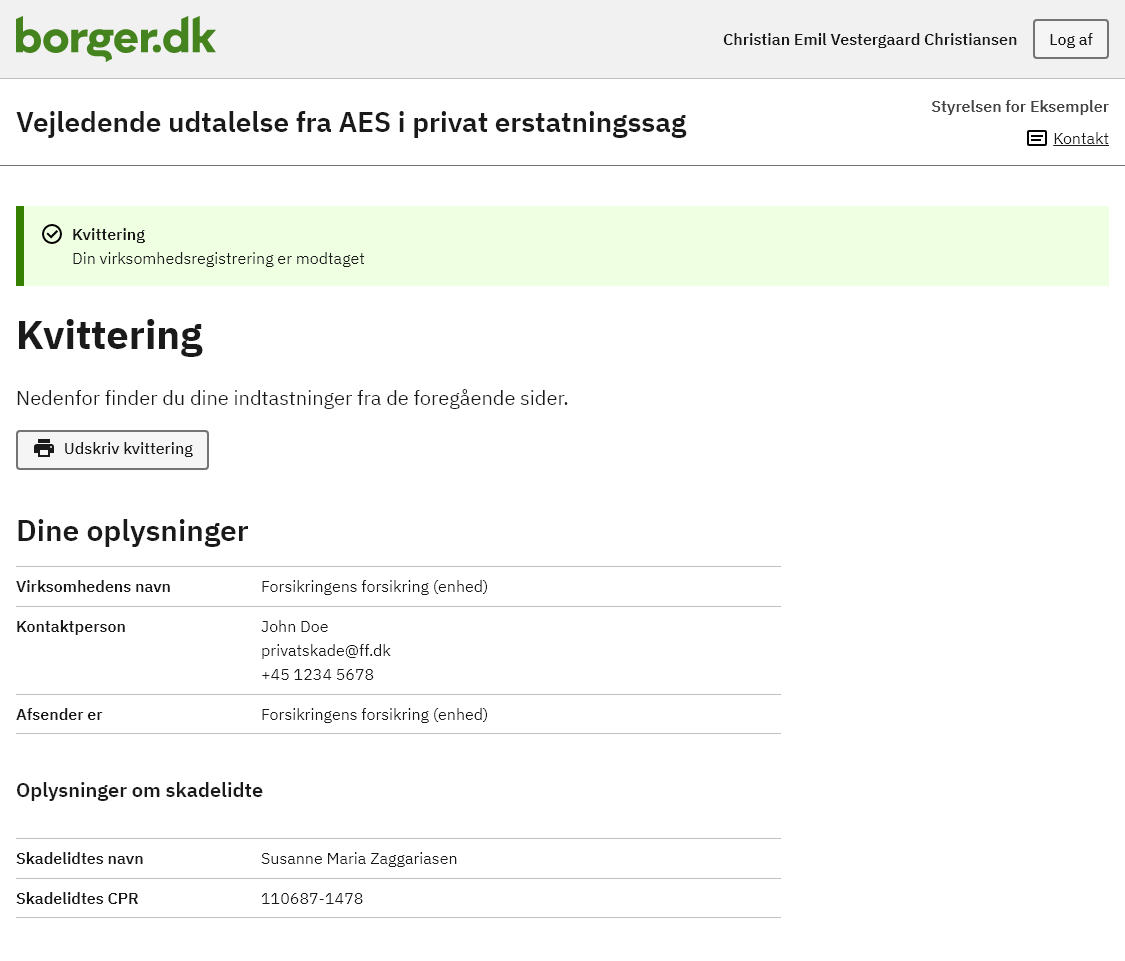 borger.dk
Christian Emil Vestergaard Christiansen
Log af
Vejledende udtalelse fra AES i privat erstatningssag
Styrelsen for Eksempler
Kontakt
Kvittering
Din virksomhedsregistrering er modtaget
Kvittering
Nedenfor finder du dine indtastninger fra de foregående sider.
Udskriv kvittering
Dine oplysninger
Virksomhedens navn Forsikringens forsikring (enhed)
Kontaktperson John Doe
privatskade@ff.dk
+45 1234 5678
Afsender er Forsikringens forsikring (enhed)
Oplysninger om skadelidte
Skadelidtes navn Susanne Maria Zaggariasen
Skadelidtes CPR 110687-1478